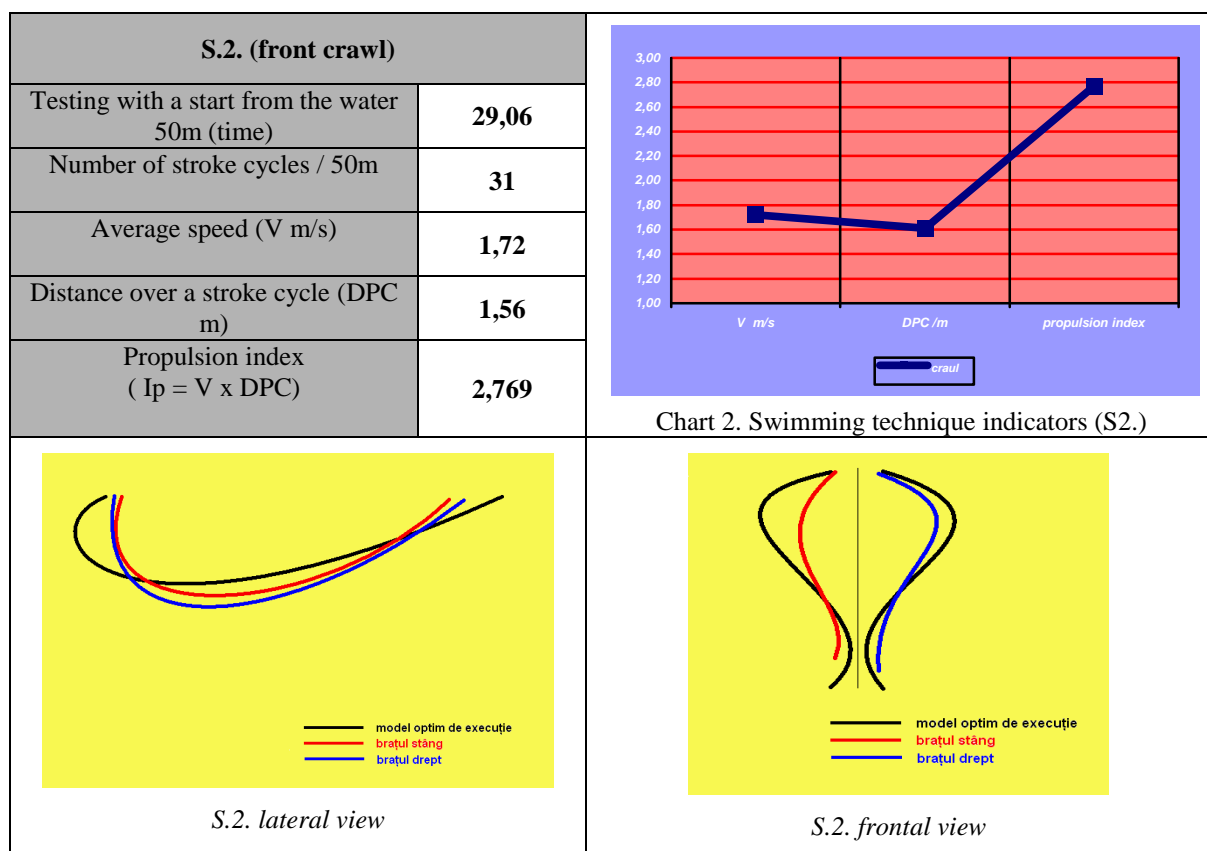 S.2. (front crawl)
Testing with a start from the water
50m (time)
29,06
Number of stroke cycles / 50m
31
Average speed (V m/s)
1,72
Distance over a stroke cycle (DPC
m)
1,56
Propulsion index
( Ip = V x DPC)
2,769
3,00
2,80
2,60
2,40
2,20
2,00
1,80
1,60
1,40
1,20
1,00
V m/s
DPC /m
propulsion index
craul
Chart 2. Swimming technique indicators (S2.)
model optim de execuție
brațul stâng
brațul drept
S.2. lateral view
model optim de execuție
brațul stâng
brațul drept
S.2. frontal view